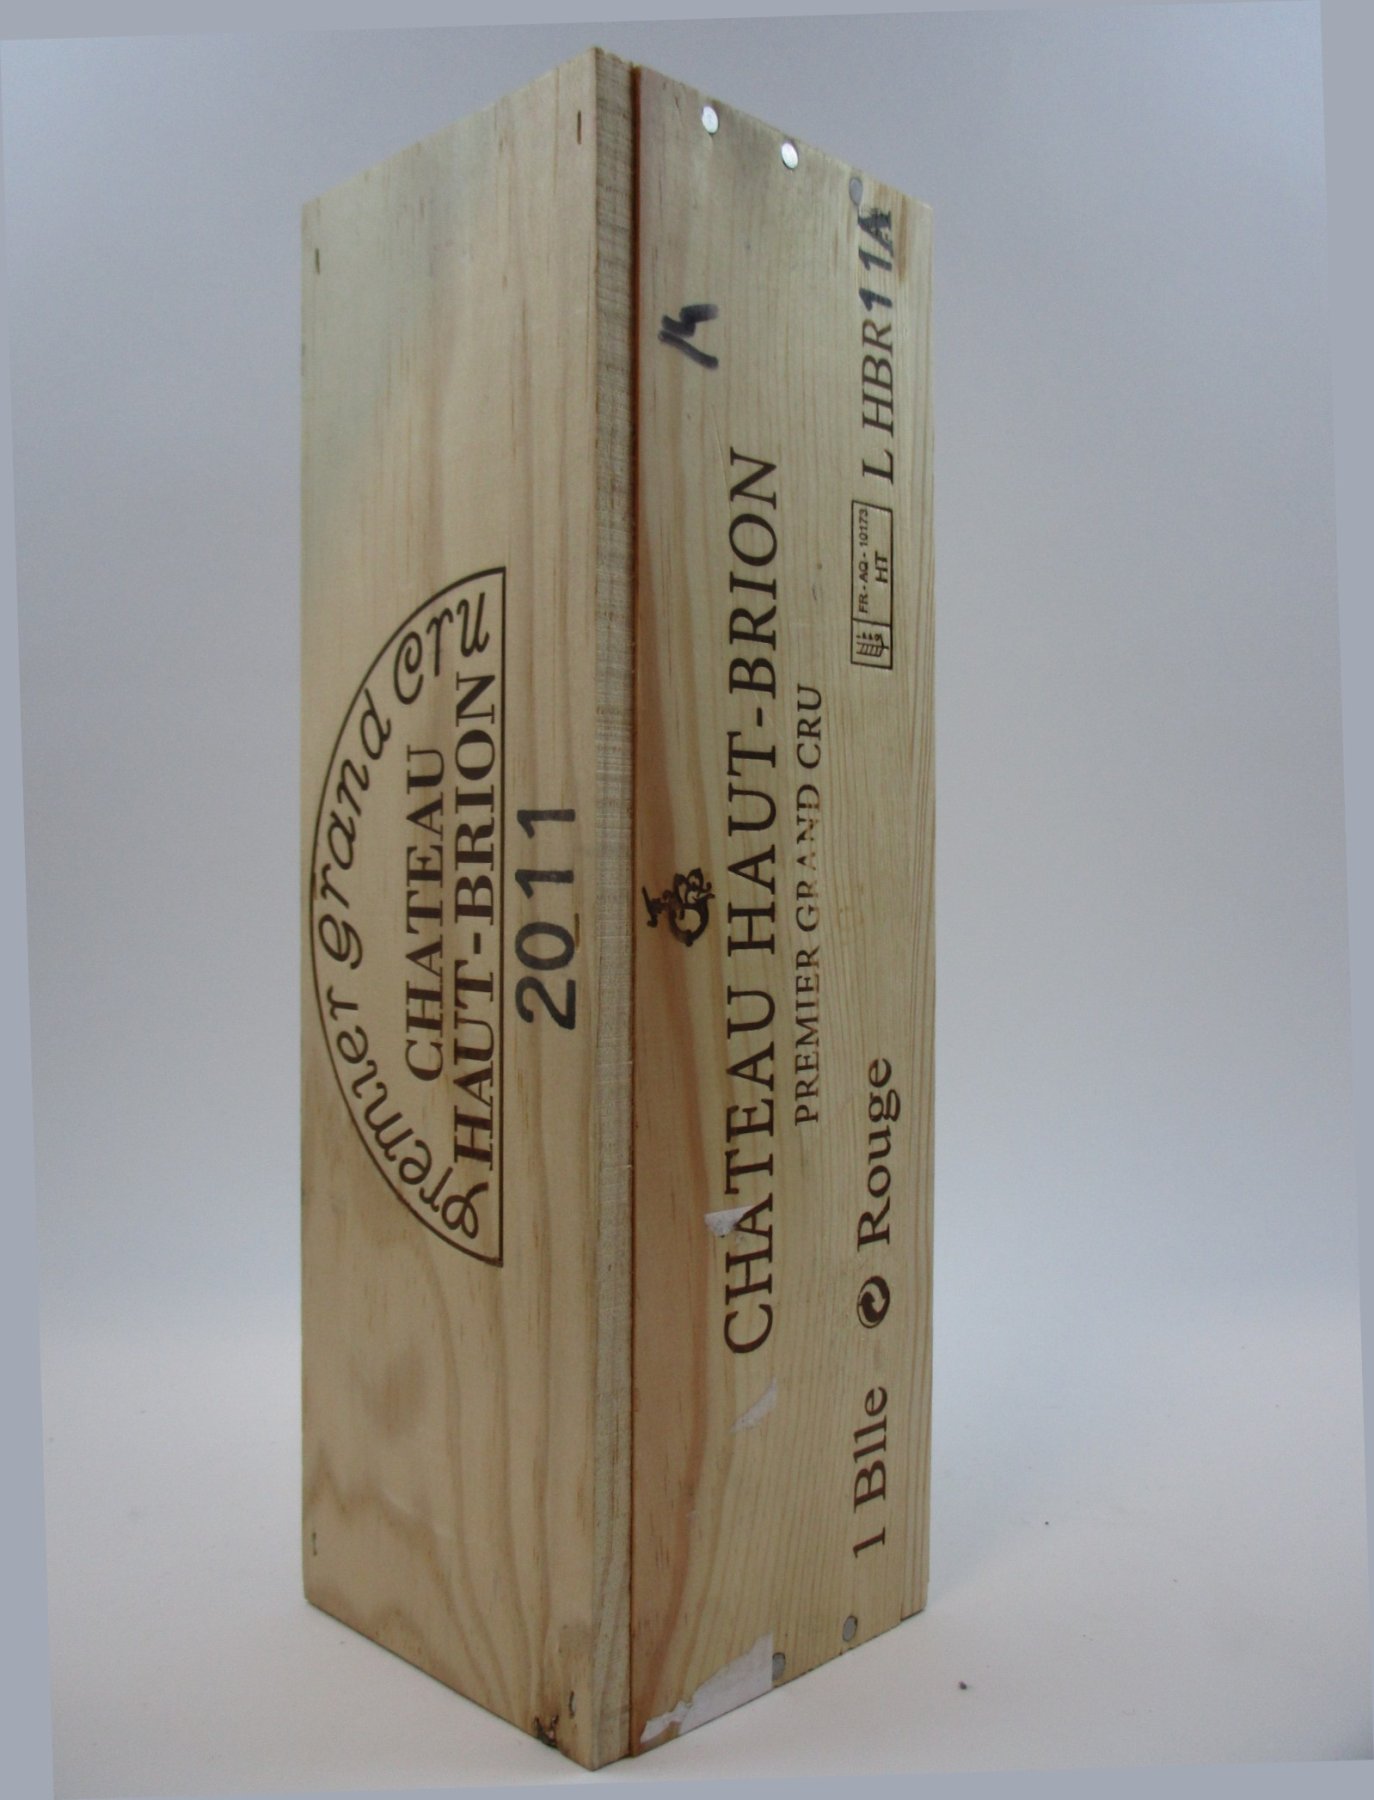 Premier Grand Cru
CHATEAU
HAUT-BRION
2011
CHATEAU HAUT-BRION
PREMIER GRAND CRU
1 Blle Rouge
FR - AQ - 10173
HT
L HBR11A